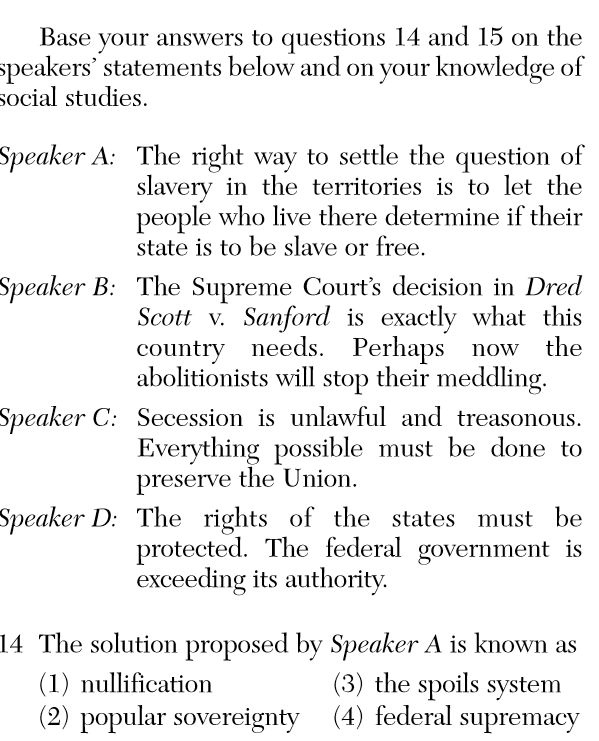 Base your answers to questions 14 and 15 on the
speakers’ statements below and on your knowledge of
social studies.
Speaker A: The right way to settle the question of
slavery in the territories is to let the
people who live there determine if their
state is to be slave or free.
Speaker B: The Supreme Court’s decision in Dred
Scott v. Sanford is exactly what this
country needs. Perhaps now the
abolitionists will stop their meddling.
Speaker C: Secession is unlawful and treasonous.
Everything possible must be done to
preserve the Union.
Speaker D: The rights of the states must be
protected. The federal government is
exceeding its authority.
14 The solution proposed by Speaker A is known as
(1) nullification (3) the spoils system
(2) popular sovereignty (4) federal supremacy